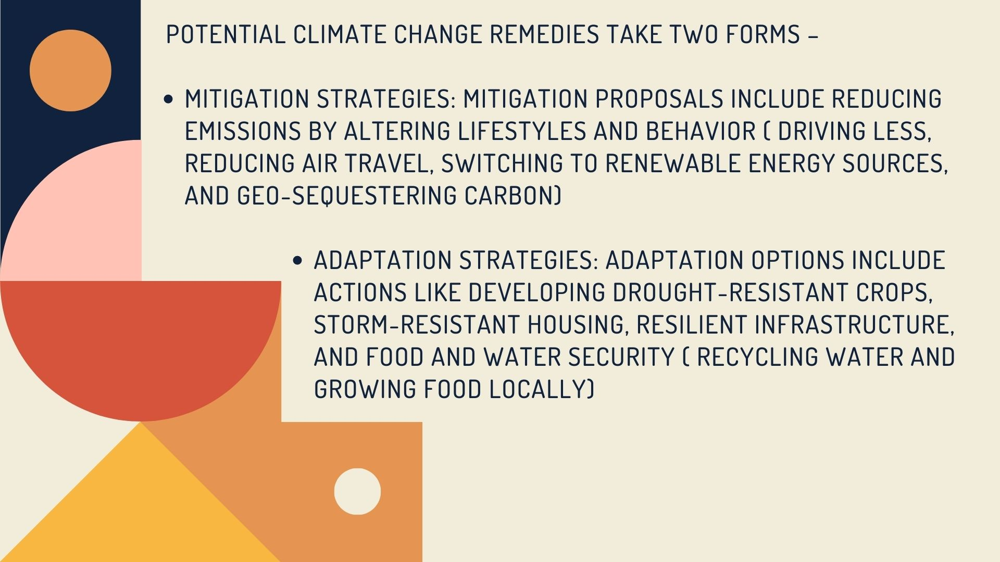 POTENTIAL CLIMATE CHANGE REMEDIES TAKE TWO FORMS –
• MITIGATION STRATEGIES: MITIGATION PROPOSALS INCLUDE REDUCING
EMISSIONS BY ALTERING LIFESTYLES AND BEHAVIOR ( DRIVING LESS,
REDUCING AIR TRAVEL, SWITCHING TO RENEWABLE ENERGY SOURCES,
AND GEO-SEQUESTERING CARBON)
• ADAPTATION STRATEGIES: ADAPTATION OPTIONS INCLUDE
ACTIONS LIKE DEVELOPING DROUGHT-RESISTANT CROPS,
STORM-RESISTANT HOUSING, RESILIENT INFRASTRUCTURE,
AND FOOD AND WATER SECURITY ( RECYCLING WATER AND
GROWING FOOD LOCALLY)